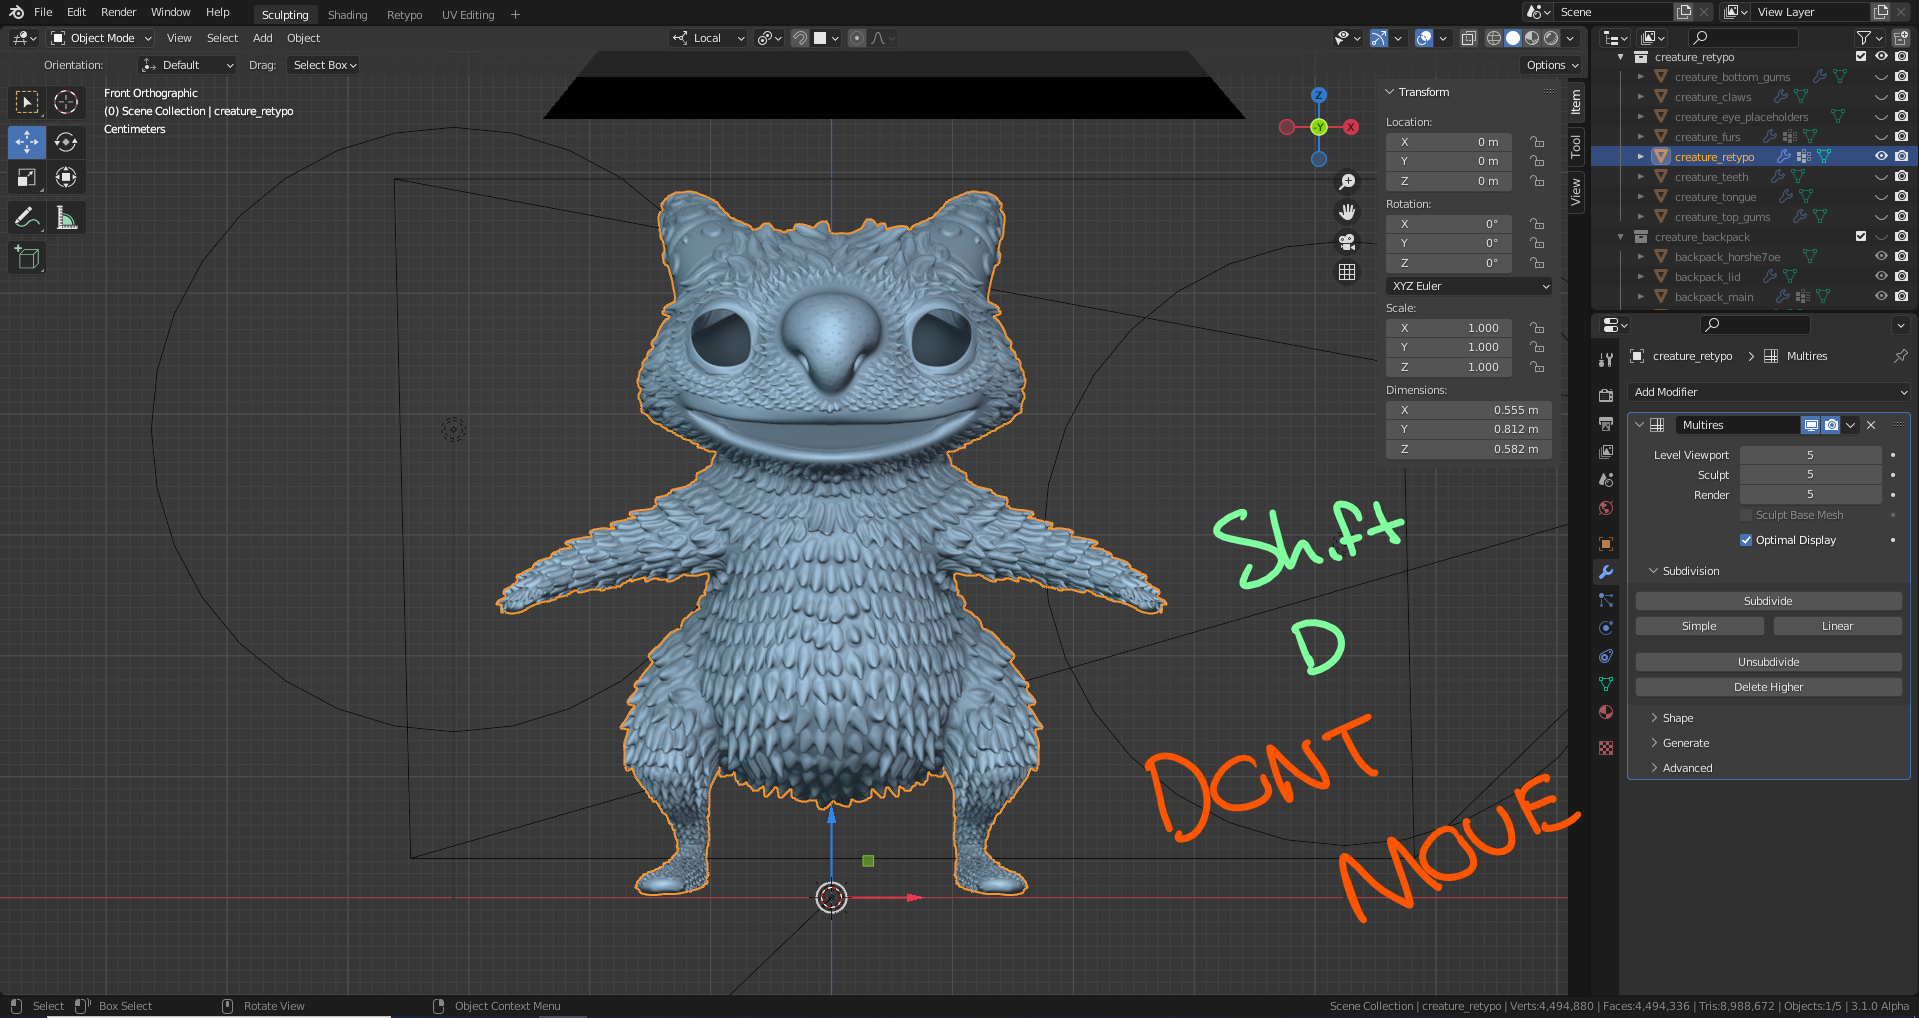 File Edit Render Window Help Sculpting Shading Retypo UV Editing + Scene View Layer
Object Mode View Select Add Object Local
Orientation: Default Drag: Select Box Options
Front Orthographic
(0) Scene Collection | creature_retypo
Centimeters
Z
Y
X
Item
Tool
View
Transform
Location:
X 0 m
Y 0 m
Z 0 m
Rotation:
X 0°
Y 0°
Z 0°
XYZ Euler
Scale:
X 1.000
Y 1.000
Z 1.000
Dimensions:
X 0.555 m
Y 0.812 m
Z 0.582 m
Shift
D
DONT
MOVE
creature_retypo
creature_bottom_gums
creature_claws
creature_eye_placeholders
creature_furs
creature_retypo
creature_teeth
creature_tongue
creature_top_gums
creature_backpack
backpack_horshe7oe
backpack_lid
backpack_main
creature_retypo > Multires
Add Modifier
Multires
Level Viewport 5
Sculpt 5
Render 5
Sculpt Base Mesh
Optimal Display
Subdivision
Subdivide
Simple Linear
Unsubdivide
Delete Higher
Shape
Generate
Advanced
Select Box Select Rotate View Object Context Menu Scene Collection | creature_retypo | Verts:4,494,880 | Faces:4,494,336 | Tris:8,988,672 | Objects:1/5 | 3.1.0 Alpha